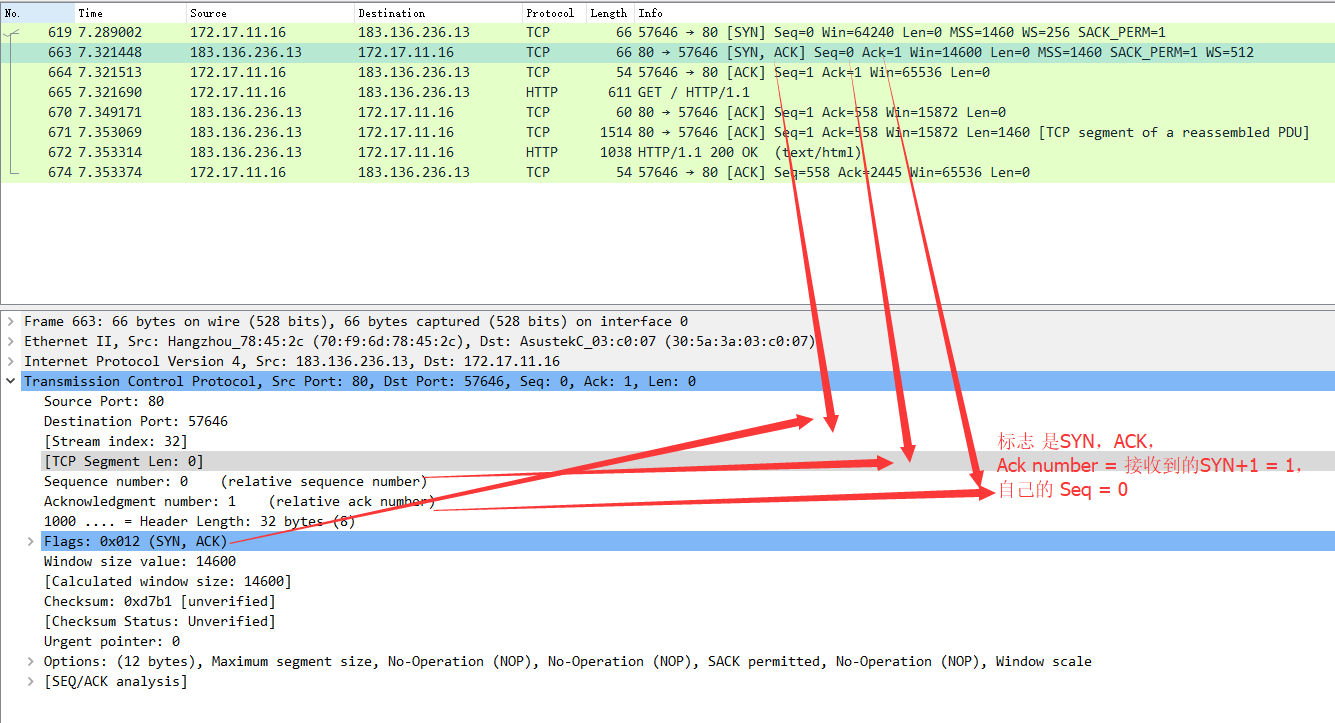 No. Time Source Destination Protocol Length Info
619 7.289002 172.17.11.16 183.136.236.13 TCP 66 57646 → 80 [SYN] Seq=0 Win=64240 Len=0 MSS=1460 WS=256 SACK_PERM=1
663 7.321448 183.136.236.13 172.17.11.16 TCP 66 80 → 57646 [SYN, ACK] Seq=0 Ack=1 Win=14600 Len=0 MSS=1460 SACK_PERM=1 WS=512
664 7.321513 172.17.11.16 183.136.236.13 TCP 54 57646 → 80 [ACK] Seq=1 Ack=1 Win=65536 Len=0
665 7.321690 172.17.11.16 183.136.236.13 HTTP 611 GET / HTTP/1.1
670 7.349171 183.136.236.13 172.17.11.16 TCP 60 80 → 57646 [ACK] Seq=1 Ack=558 Win=15872 Len=0
671 7.353069 183.136.236.13 172.17.11.16 TCP 1514 80 → 57646 [ACK] Seq=1 Ack=558 Win=15872 Len=1460 [TCP segment of a reassembled PDU]
672 7.353314 183.136.236.13 172.17.11.16 HTTP 1038 HTTP/1.1 200 OK (text/html)
674 7.353374 172.17.11.16 183.136.236.13 TCP 54 57646 → 80 [ACK] Seq=558 Ack=2445 Win=65536 Len=0
Frame 663: 66 bytes on wire (528 bits), 66 bytes captured (528 bits) on interface 0
Ethernet II, Src: Hangzhou_78:45:2c (70:f9:6d:78:45:2c), Dst: AsustekC_03:c0:07 (30:5a:3a:03:c0:07)
Internet Protocol Version 4, Src: 183.136.236.13, Dst: 172.17.11.16
Transmission Control Protocol, Src Port: 80, Dst Port: 57646, Seq: 0, Ack: 1, Len: 0
Source Port: 80
Destination Port: 57646
[Stream index: 32]
[TCP Segment Len: 0]
Sequence number: 0 (relative sequence number)
Acknowledgment number: 1 (relative ack number)
1000 .... = Header Length: 32 bytes (8)
Flags: 0x012 (SYN, ACK)
Window size value: 14600
[Calculated window size: 14600]
Checksum: 0xd7b1 [unverified]
[Checksum Status: Unverified]
Urgent pointer: 0
Options: (12 bytes), Maximum segment size, No-Operation (NOP), No-Operation (NOP), SACK permitted, No-Operation (NOP), Window scale
[SEQ/ACK analysis]
标志 是SYN，ACK，
Ack number = 接收到的SYN+1 = 1，
自己的 Seq = 0